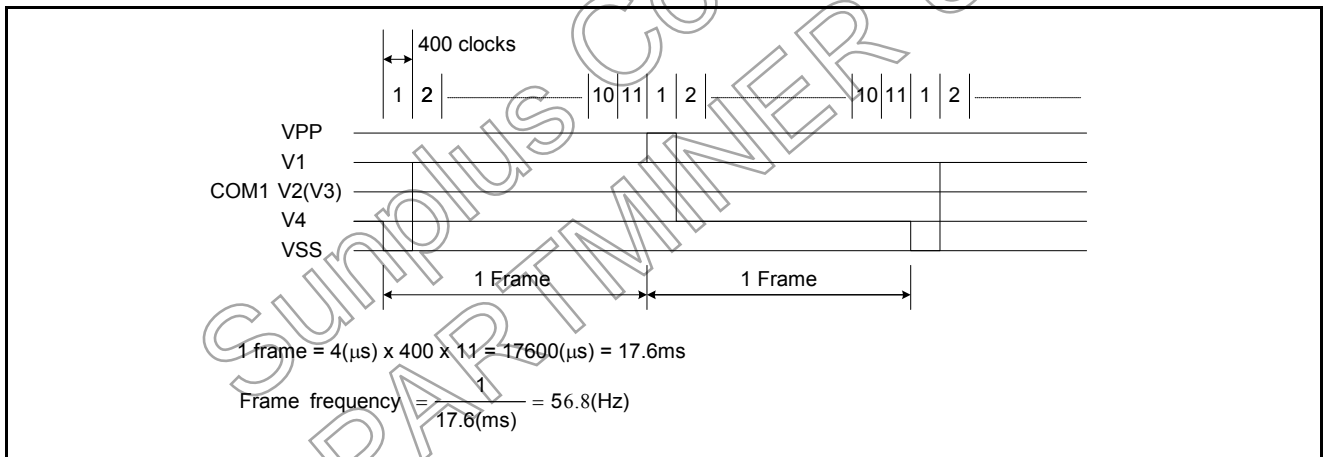 400 clocks
1 2 10 11 1 2 10 11 1 2
VPP
V1
COM1 V2(V3)
V4
VSS
1 Frame 1 Frame
1 frame = 4(μs) x 400 x 11 = 17600(μs) = 17.6ms
Frame frequency = 1 / 17.6(ms) = 56.8(Hz)
Sunplus Co
PARTMINER